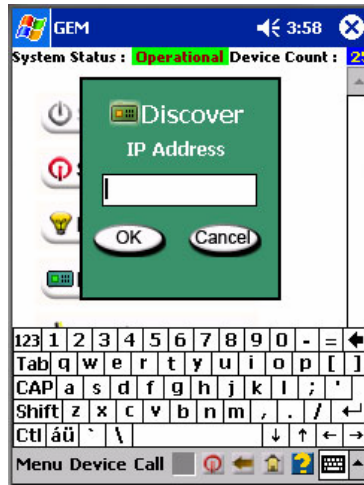 GEM 3:58
System Status : Operational Device Count : 25
Discover
IP Address
OK Cancel
123 1 2 3 4 5 6 7 8 9 0 - =
Tab q w e r t y u i o p [ ]
CAP a s d f g h j k l ; '
Shift z x c v b n m , . /
Ctl áü ` \
Menu Device Call